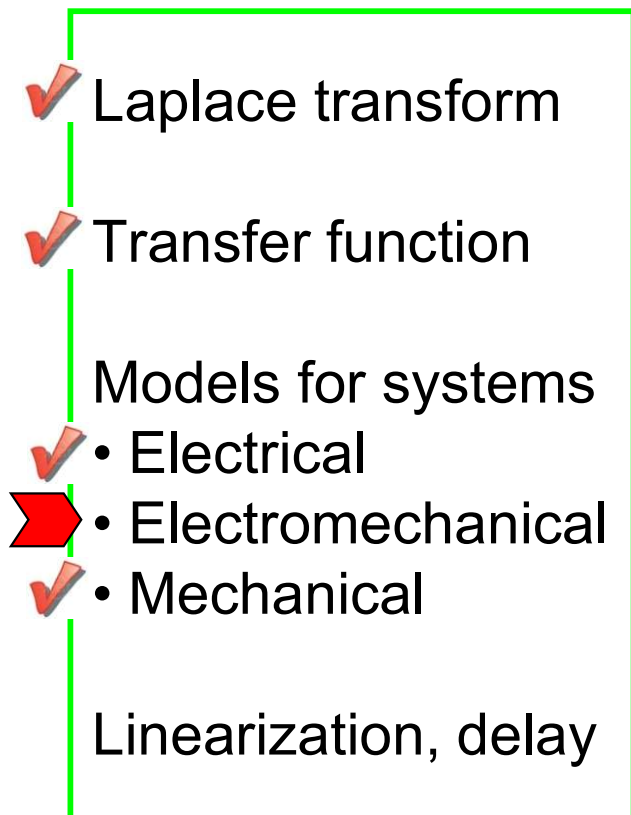 Laplace transform
Transfer function
Models for systems
• Electrical
• Electromechanical
• Mechanical
Linearization, delay